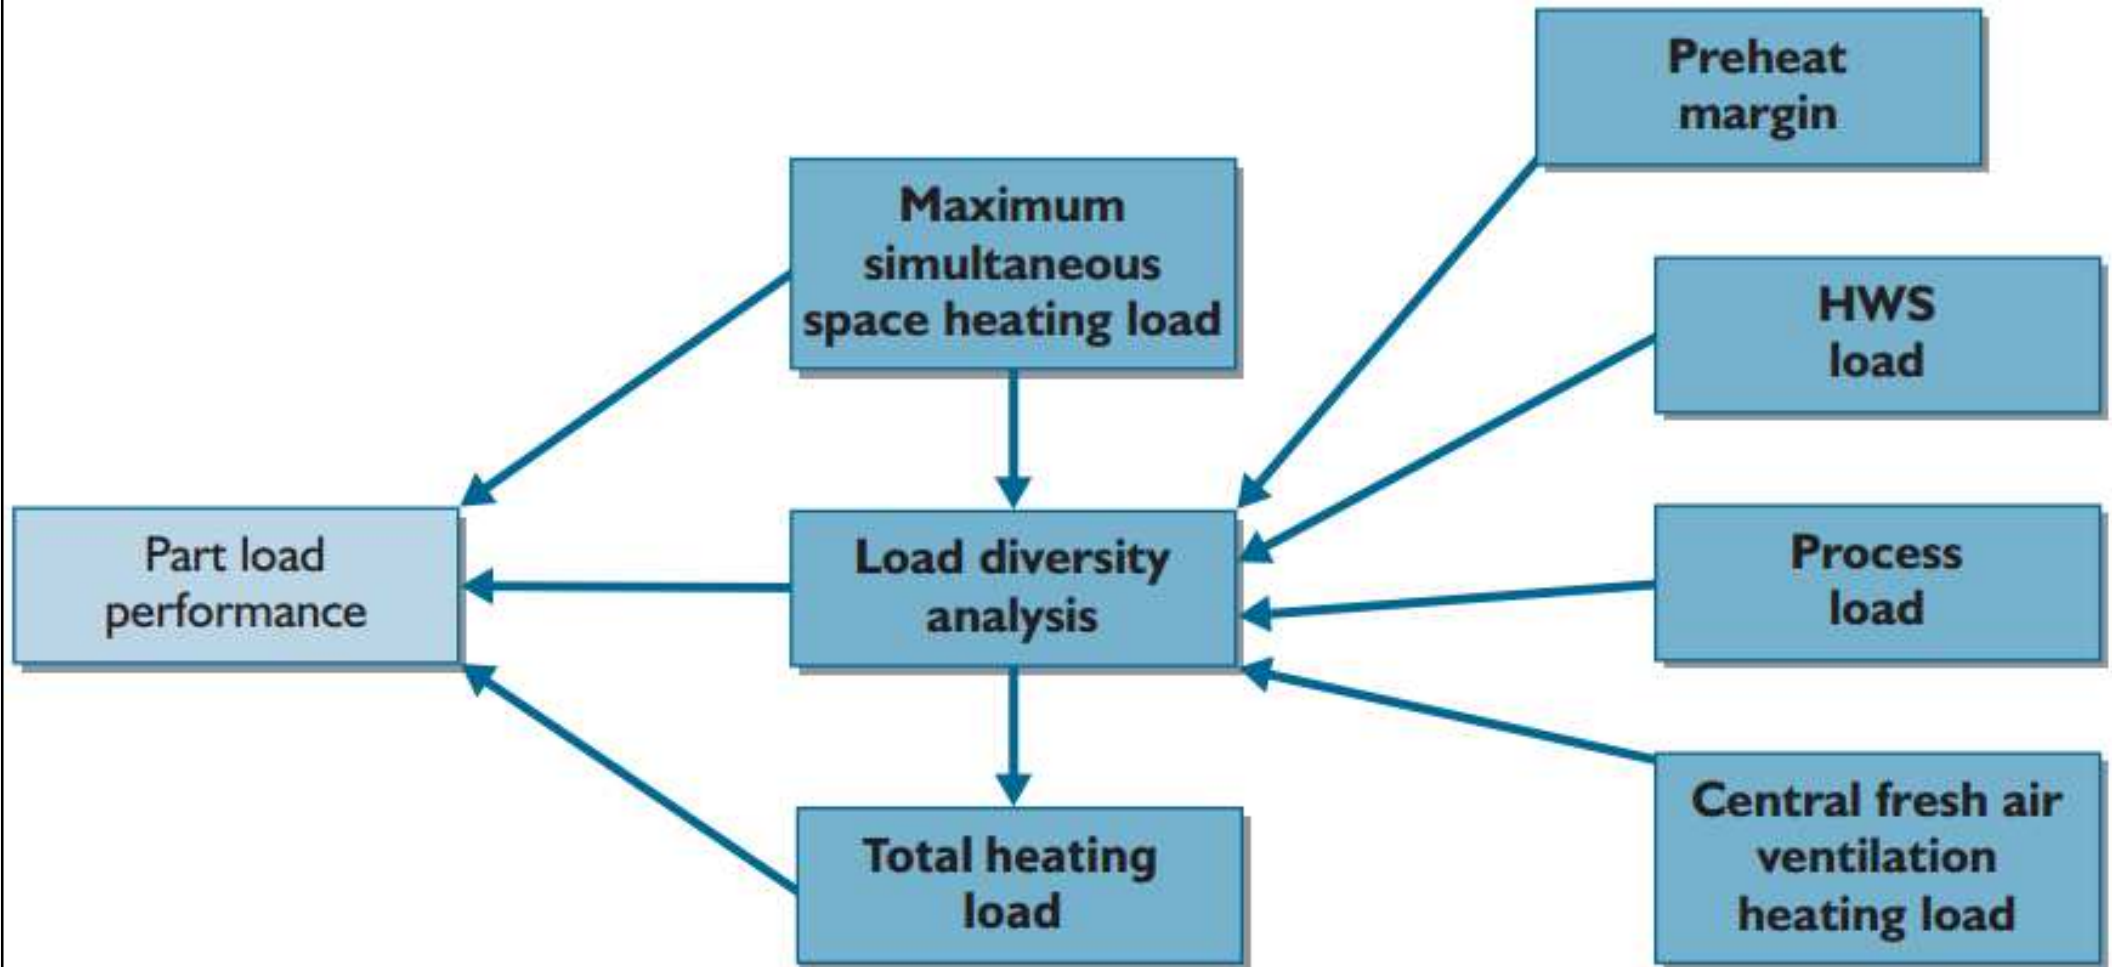 Preheat
margin
Maximum
simultaneous
space heating load
HWS
load
Part load
performance
Load diversity
analysis
Process
load
Total heating
load
Central fresh air
ventilation
heating load